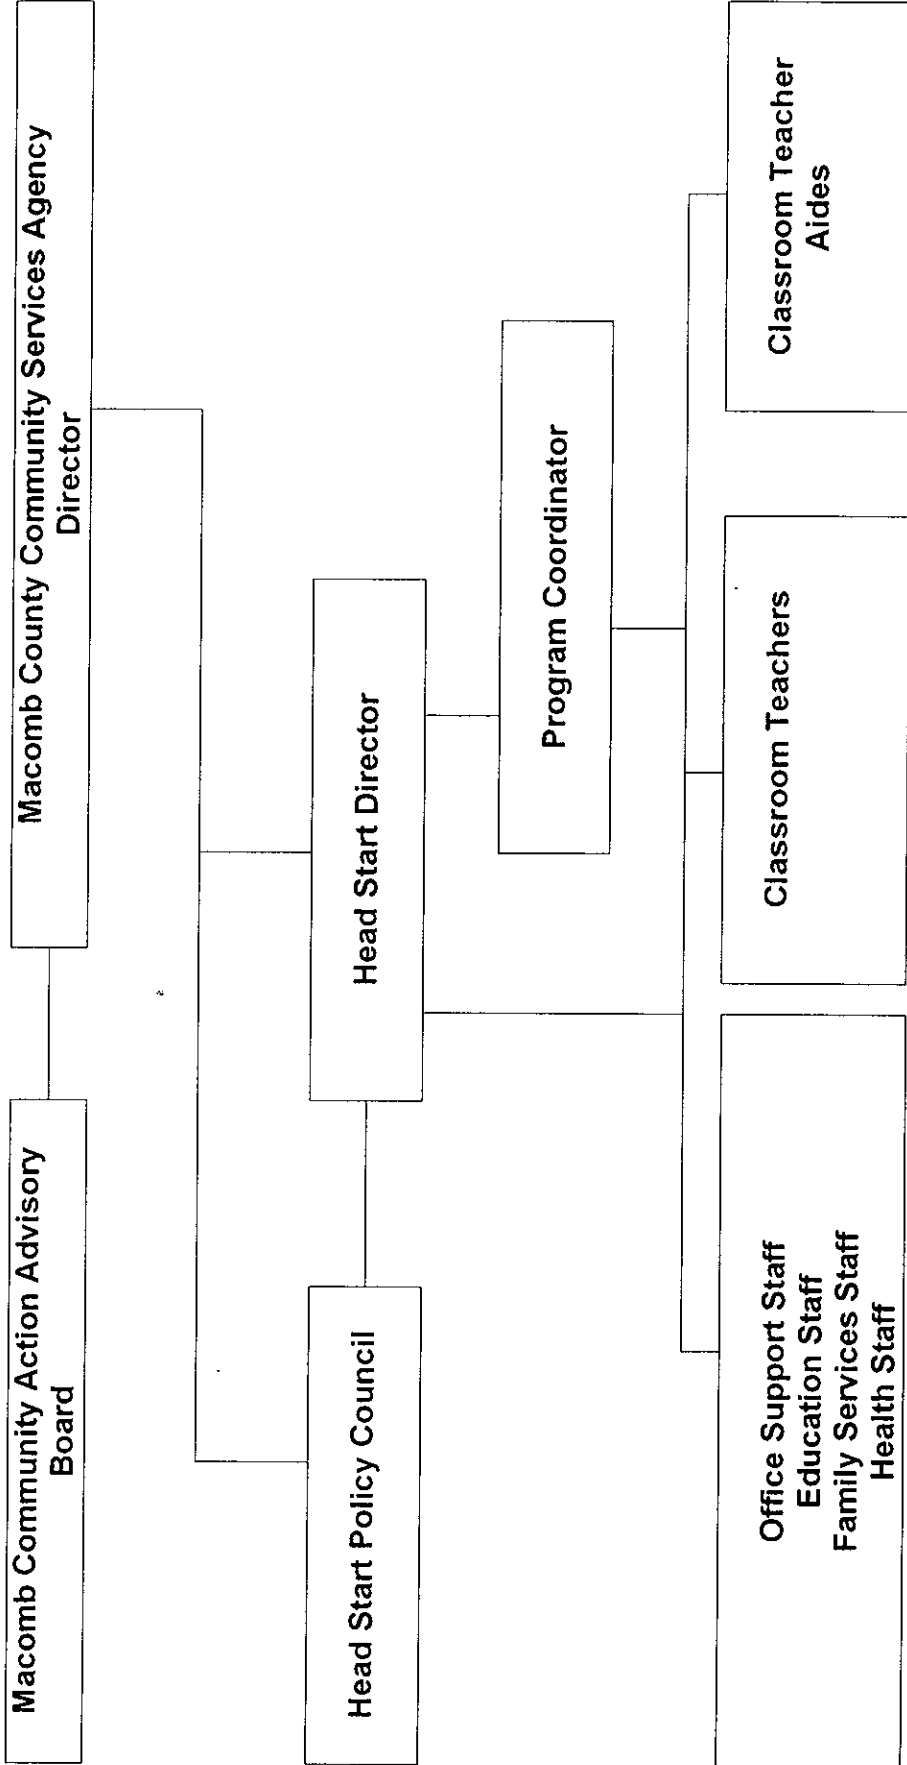 Macomb Community Action Advisory
Board
Macomb County Community Services Agency
Director
Head Start Policy Council
Head Start Director
Program Coordinator
Office Support Staff
Education Staff
Family Services Staff
Health Staff
Classroom Teachers
Classroom Teacher
Aides